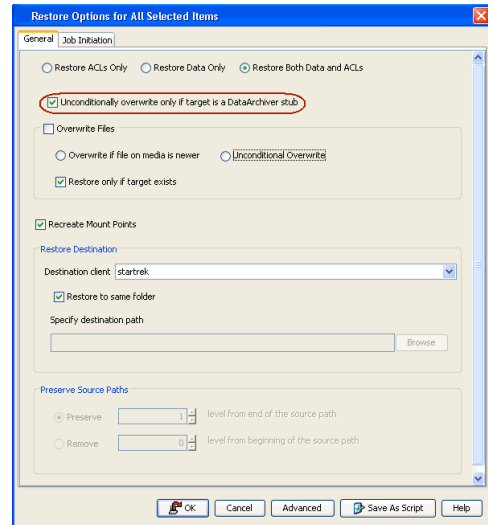 Restore Options for All Selected Items
General Job Initiation
Restore ACLs Only Restore Data Only Restore Both Data and ACLs
Unconditionally overwrite only if target is a DataArchiver stub
Overwrite Files
Overwrite if file on media is newer Unconditional Overwrite
Restore only if target exists
Recreate Mount Points
Restore Destination
Destination client startrek
Restore to same folder
Specify destination path
Browse
Preserve Source Paths
Preserve 1 level from end of the source path
Remove 0 level from beginning of the source path
OK Cancel Advanced Save As Script Help